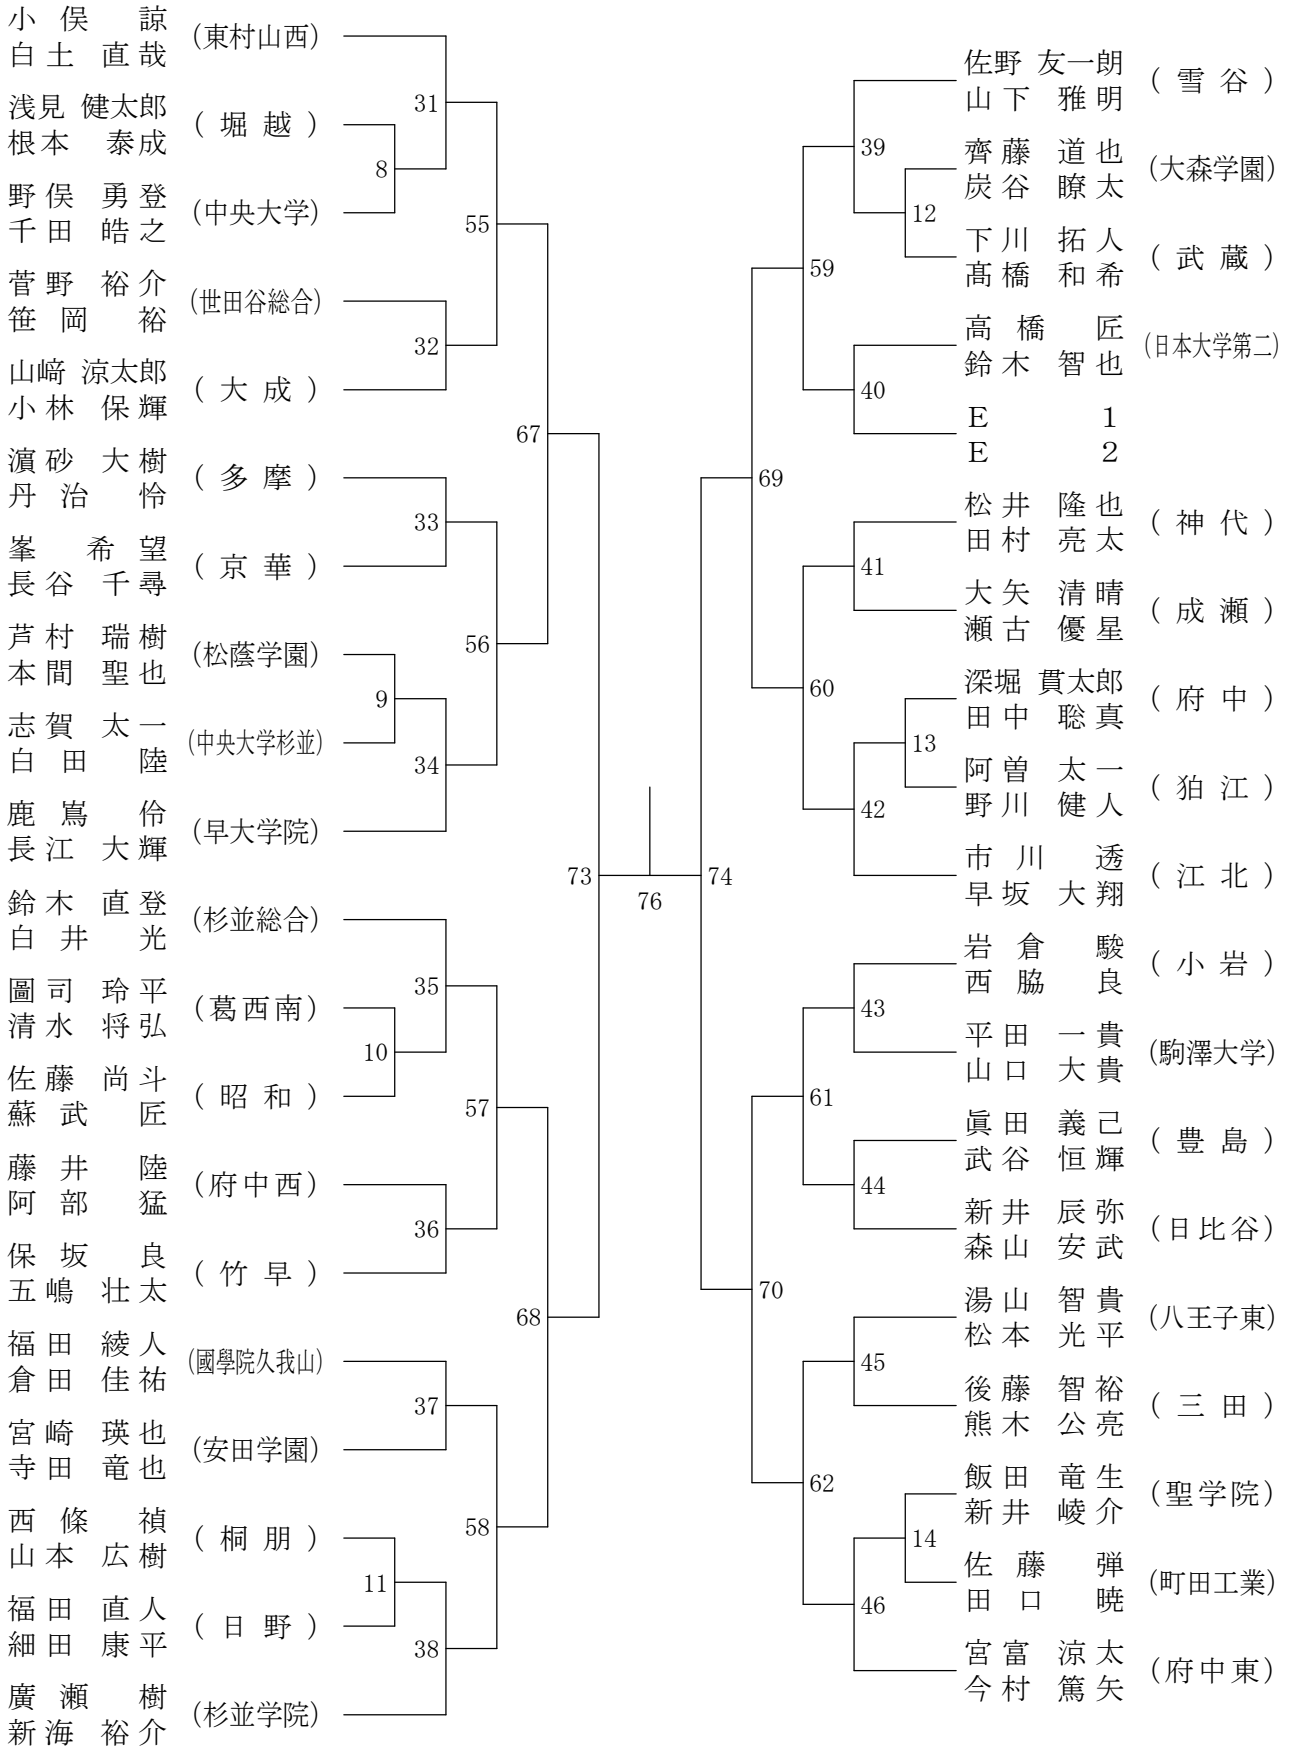 小俣 諒
白土 直哉
(東村山西)
浅見 健太郎
根本 泰成
(堀越)
野俣 勇登
千田 皓之
(中央大学)
菅野 裕介
笹岡 裕
(世田谷総合)
山﨑 涼太郎
小林 保輝
(大成)
濵砂 大樹
丹治 怜
(多摩)
峯 希望
長谷 千尋
(京華)
芦村 瑞樹
本間 聖也
(松蔭学園)
志賀 太一
白田 陸
(中央大学杉並)
鹿嶌 伶
長江 大輝
(早大学院)
鈴木 直登
白井 光
(杉並総合)
圖司 玲平
清水 将弘
(葛西南)
佐藤 尚斗
蘇武 匠
(昭和)
藤井 陸
阿部 猛
(府中西)
保坂 良
五嶋 壮太
(竹早)
福田 綾人
倉田 佳祐
(國學院久我山)
宮崎 瑛也
寺田 竜也
(安田学園)
西條 禎
山本 広樹
(桐朋)
福田 直人
細田 康平
(日野)
廣瀬 樹
新海 裕介
(杉並学院)
31
8
55
32
67
33
56
9
34
73
35
10
57
36
68
37
58
11
38
76
74
39
12
59
40
69
41
60
13
42
43
61
44
70
45
62
14
46
佐野 友一朗
山下 雅明
(雪谷)
齊藤 道也
炭谷 瞭太
(大森学園)
下川 拓人
髙橋 和希
(武蔵)
高橋 匠
鈴木 智也
(日本大学第二)
E 1
E 2
松井 隆也
田村 亮太
(神代)
大矢 清晴
瀬古 優星
(成瀬)
深堀 貫太郎
田中 聡真
(府中)
阿曽 太一
野川 健人
(狛江)
市川 透
早坂 大翔
(江北)
岩倉 駿
西脇 良
(小岩)
平田 一貴
山口 大貴
(駒澤大学)
眞田 義己
武谷 恒輝
(豊島)
新井 辰弥
森山 安武
(日比谷)
湯山 智貴
松本 光平
(八王子東)
後藤 智裕
熊木 公亮
(三田)
飯田 竜生
新井 崚介
(聖学院)
佐藤 弾
田口 暁
(町田工業)
宮富 涼太
今村 篤矢
(府中東)